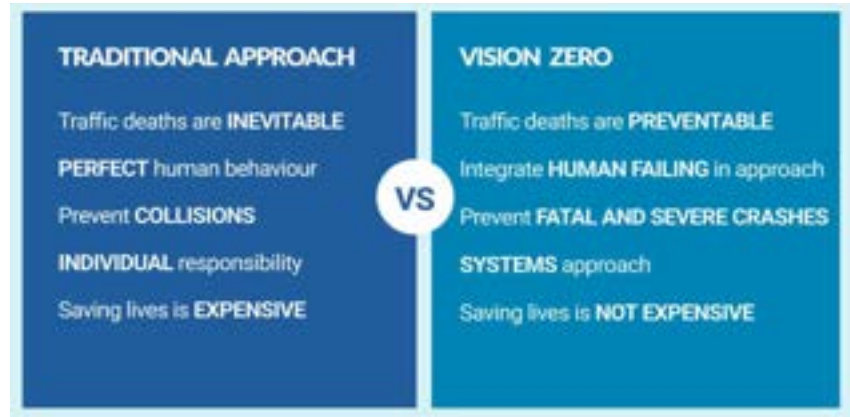 TRADITIONAL APPROACH
Traffic deaths are INEVITABLE
PERFECT human behaviour
Prevent COLLISIONS
INDIVIDUAL responsibility
Saving lives is EXPENSIVE
VS
VISION ZERO
Traffic deaths are PREVENTABLE
Integrate HUMAN FAILING in approach
Prevent FATAL AND SEVERE CRASHES
SYSTEMS approach
Saving lives is NOT EXPENSIVE